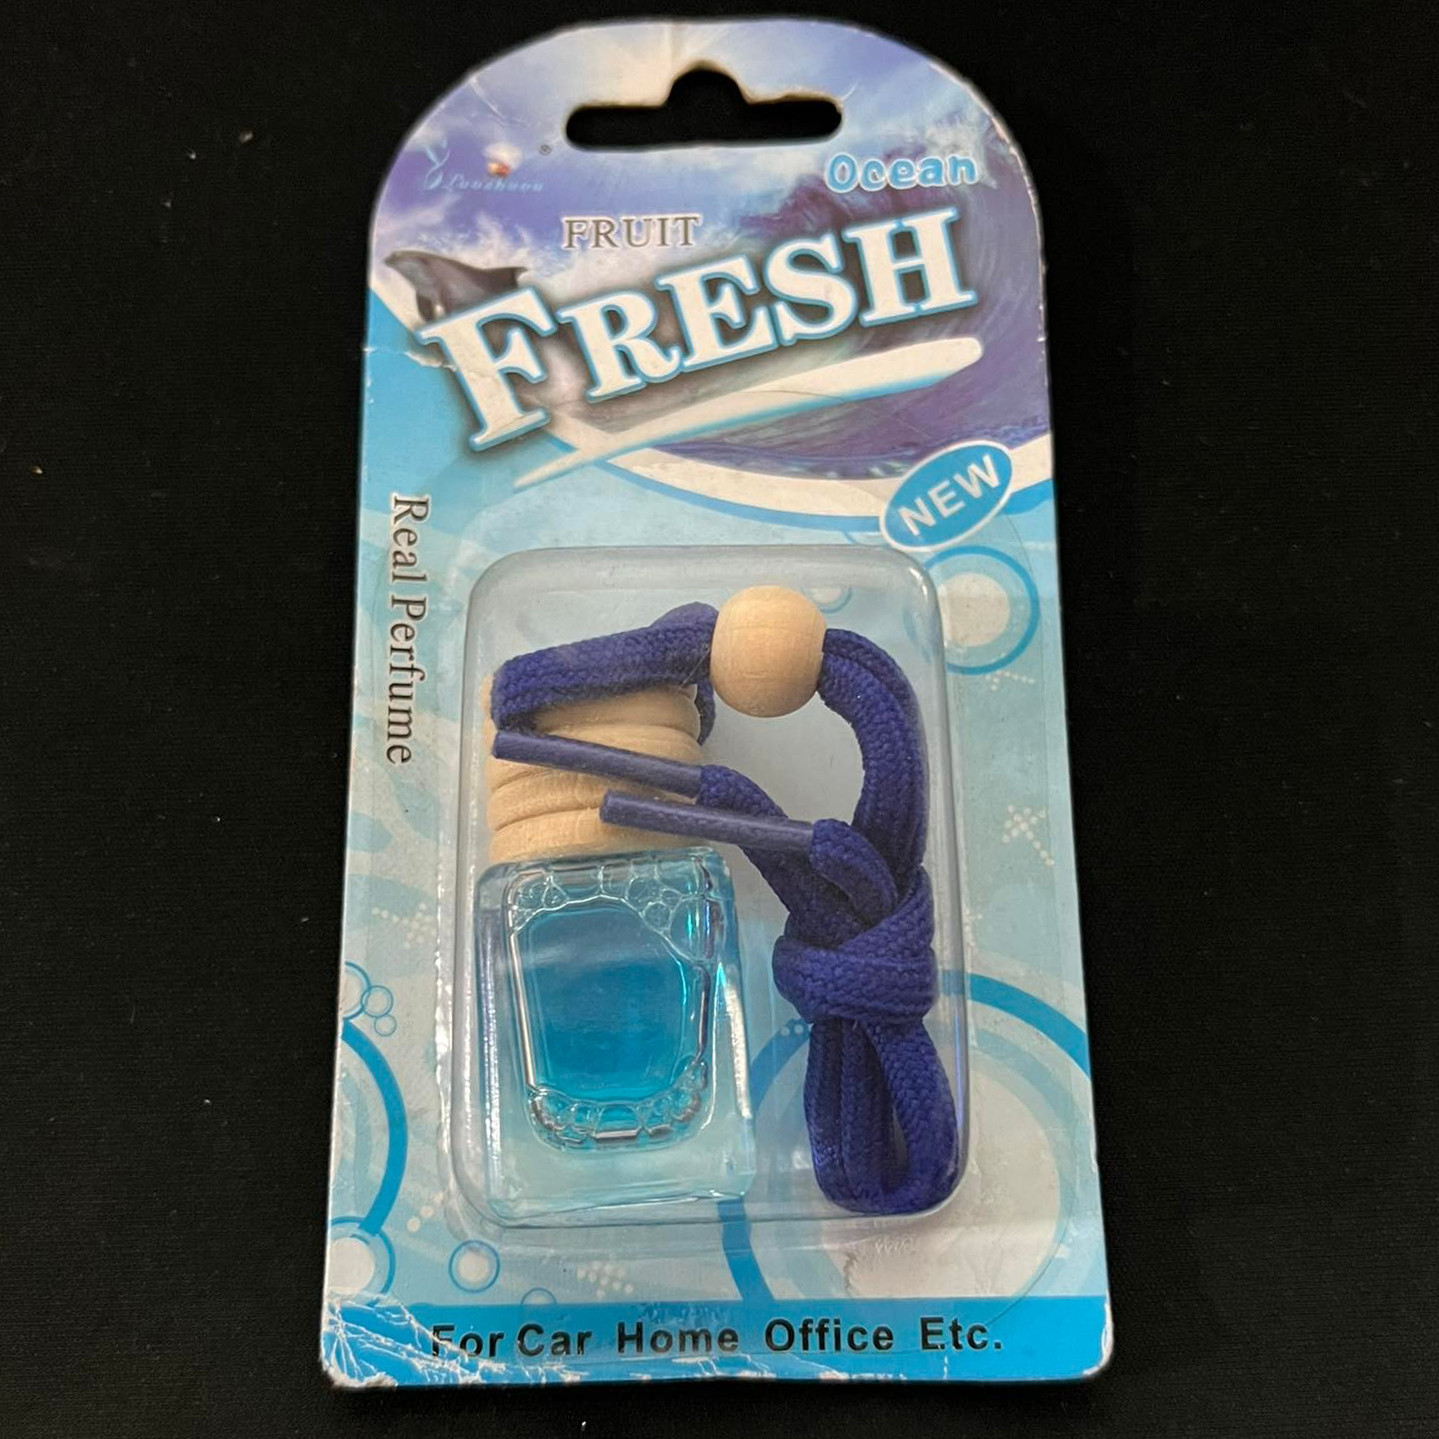 Ocean
FRUIT
FRESH
NEW
Real Perfume
For Car Home Office Etc.